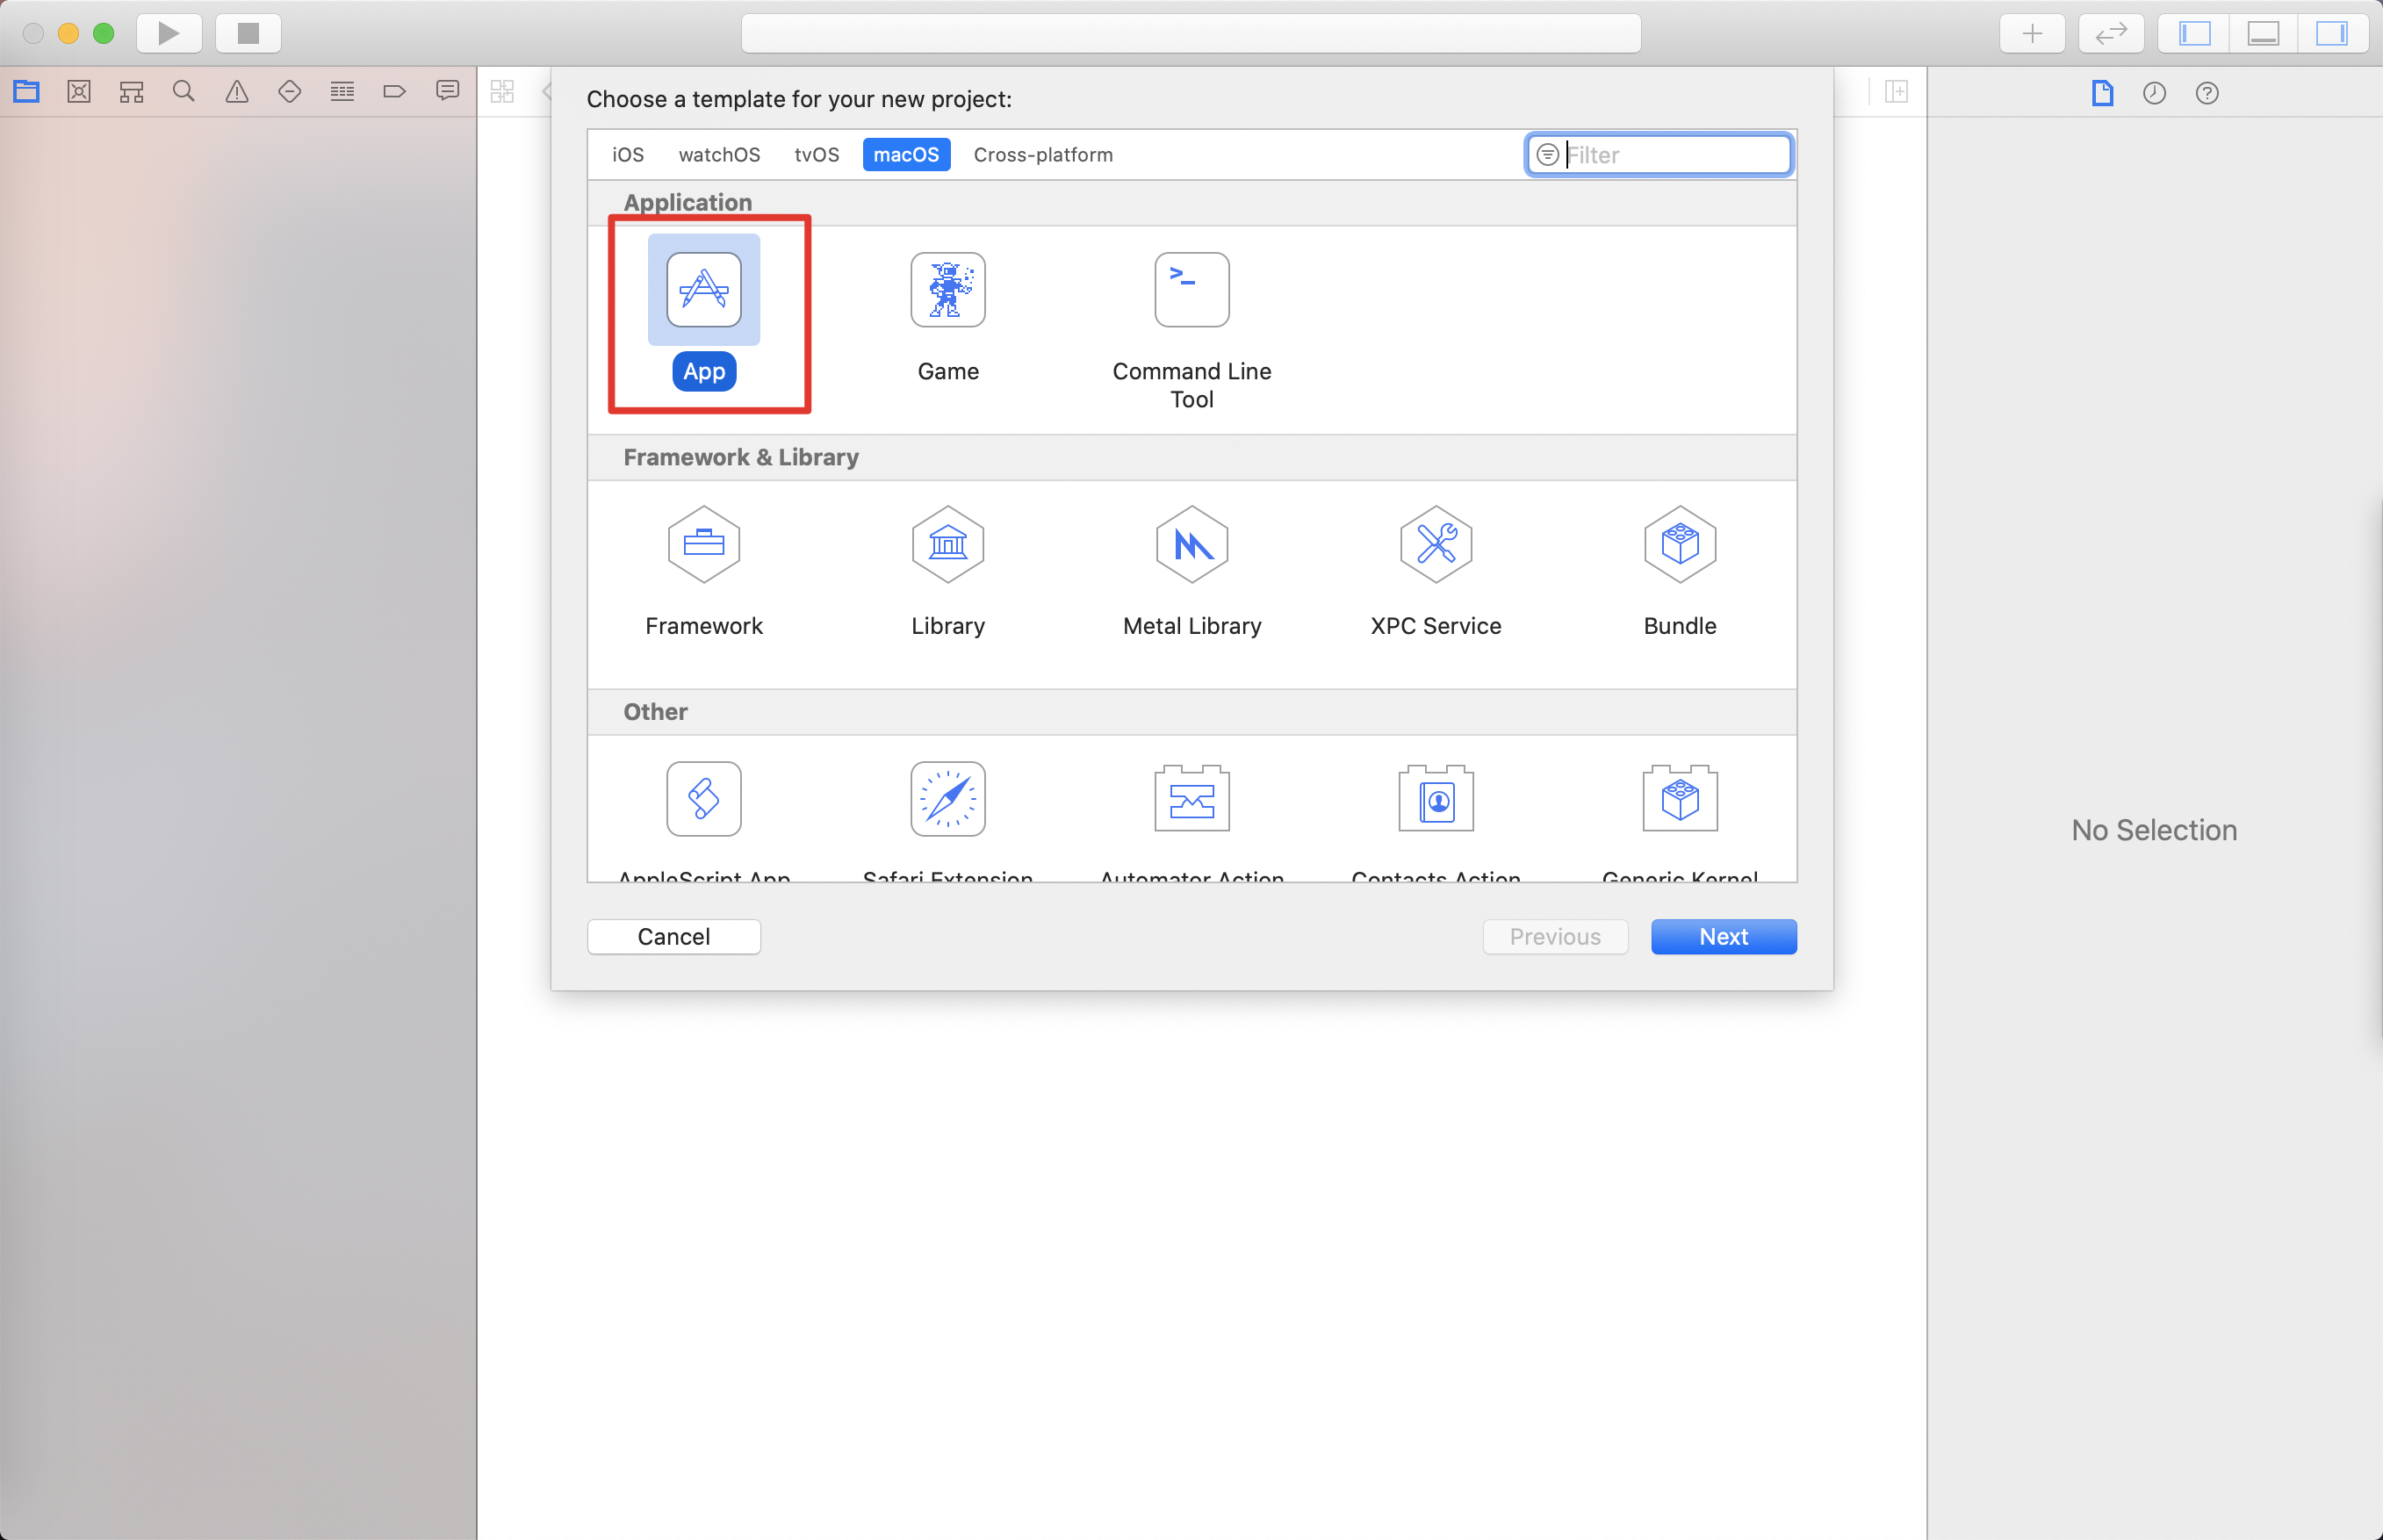 Choose a template for your new project:
iOS watchOS tvOS macOS Cross-platform Filter
Application
App Game Command Line
Tool
Framework & Library
Framework Library Metal Library XPC Service Bundle
Other
AppleScript App Safari Extension Automator Action Contacts Action Generic Kernel
No Selection
Cancel Previous Next